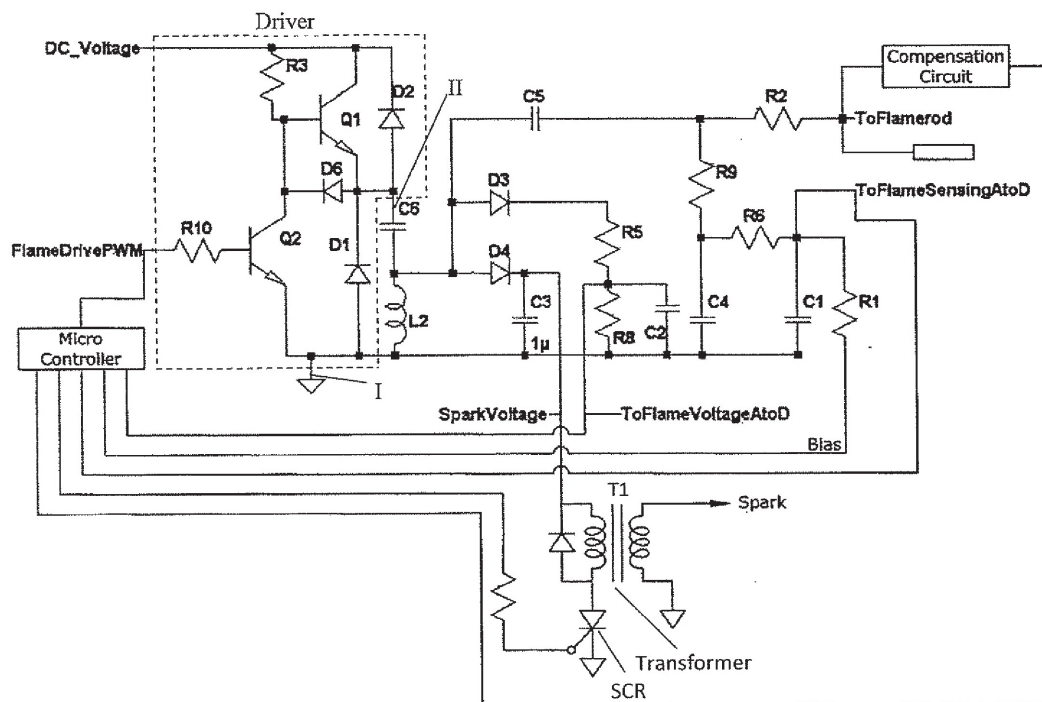 Driver
DC_Voltage
R3
Q1
D2
II
C5
R2
Compensation
Circuit
ToFlamerod
D6
C6
D3
R9
ToFlameSensingAtoD
FlameDrivePWM
R10
Q2
D1
D4
R5
R6
L2
C3
1µ
R8
C2
C4
C1
R1
Micro
Controller
I
SparkVoltage
ToFlameVoltageAtoD
Bias
T1
Spark
Transformer
SCR